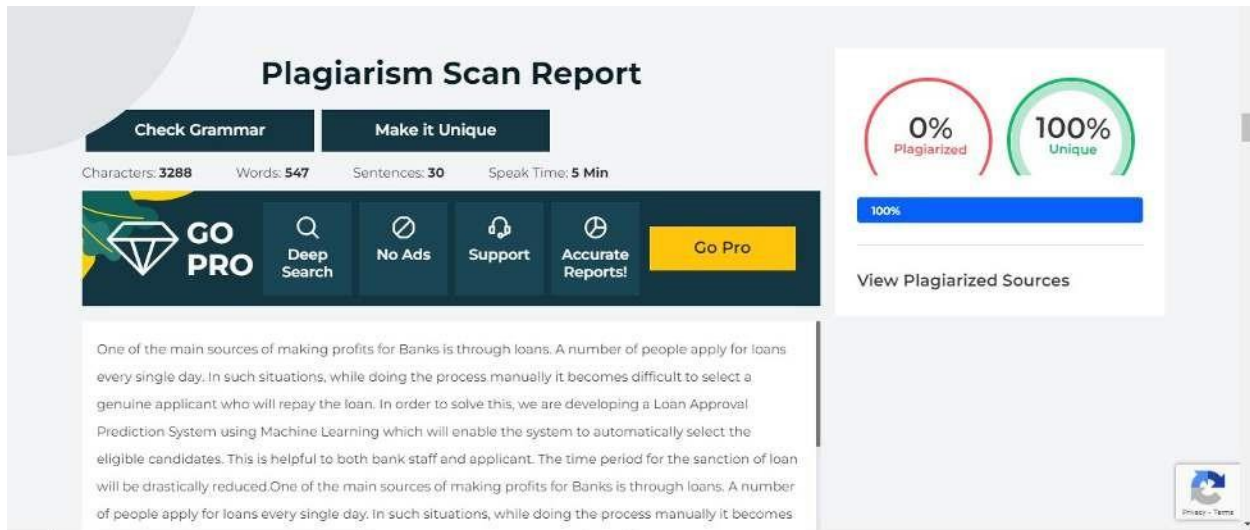 Plagiarism Scan Report
Check Grammar
Make it Unique
Characters: 3288 Words: 547 Sentences: 30 Speak Time: 5 Min
GO
PRO
Deep
Search
No Ads
Support
Accurate
Reports!
Go Pro
One of the main sources of making profits for Banks is through loans. A number of people apply for loans
every single day. In such situations, while doing the process manually it becomes difficult to select a
genuine applicant who will repay the loan. In order to solve this, we are developing a Loan Approval
Prediction System using Machine Learning which will enable the system to automatically select the
eligible candidates. This is helpful to both bank staff and applicant. The time period for the sanction of loan
will be drastically reduced.One of the main sources of making profits for Banks is through loans. A number
of people apply for loans every single day. In such situations, while doing the process manually it becomes
0%
Plagiarized
100%
Unique
100%
View Plagiarized Sources
Privacy - Terms